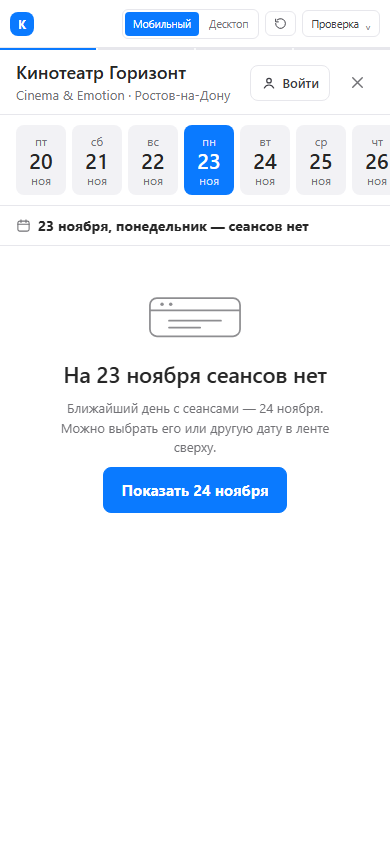 К
Мобильный Десктоп Проверка
Кинотеатр Горизонт
Cinema & Emotion · Ростов-на-Дону
Войти
пт сб вс пн вт ср чт
20 21 22 23 24 25 26
ноя ноя ноя ноя ноя ноя ноя
23 ноября, понедельник — сеансов нет
На 23 ноября сеансов нет
Ближайший день с сеансами — 24 ноября.
Можно выбрать его или другую дату в ленте
сверху.
Показать 24 ноября